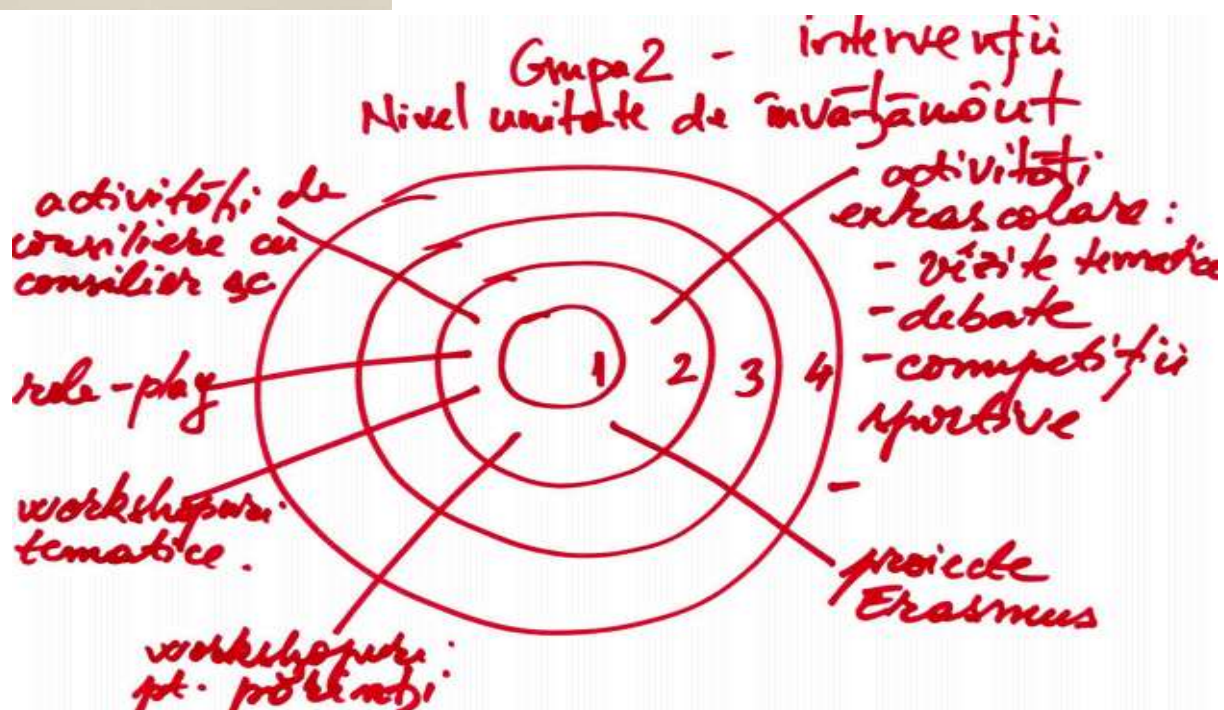 Grupa 2 - intervenții
Nivel unitate de învățământ
activități de
consiliere cu
consilier șc.
role-play
workshopuri
tematice.
workshopuri
pt. părinți
1 2 3 4
activități
extrascolare:
- vizite tematice
- debate
- competiții
sportive
-
proiecte
Erasmus